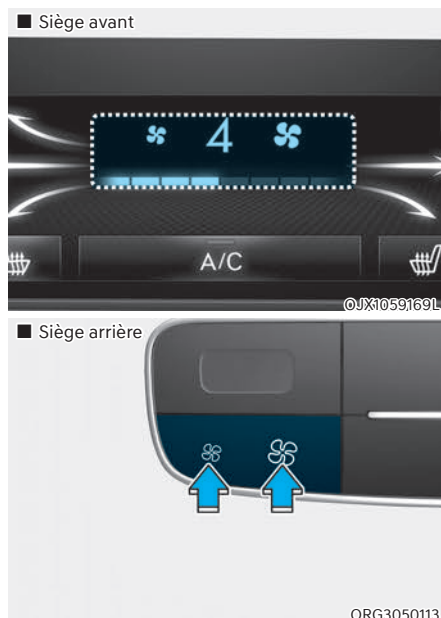 ■ Siège avant
4
A/C
OJX1059169L
■ Siège arrière
ORG3050113